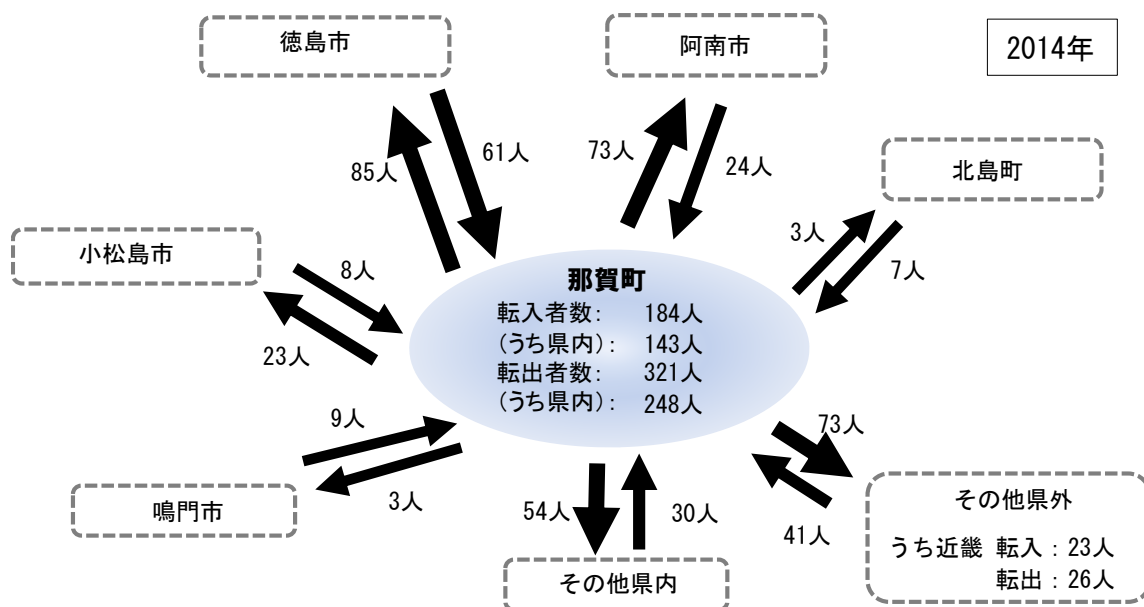 徳島市
阿南市
2014年
85人
61人
73人
24人
北島町
3人
7人
小松島市
8人
23人
那賀町
転入者数: 184人
(うち県内): 143人
転出者数: 321人
(うち県内): 248人
9人
3人
鳴門市
54人
30人
その他県内
73人
41人
その他県外
うち近畿 転入:23人
転出:26人